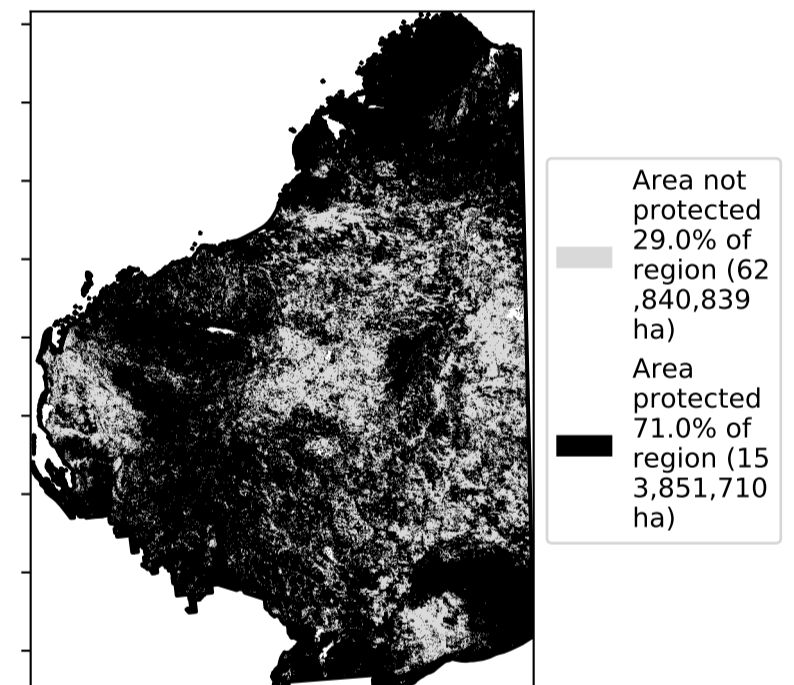 Area not
protected
29.0% of
region (62
,840,839
ha)
Area
protected
71.0% of
region (15
3,851,710
ha)